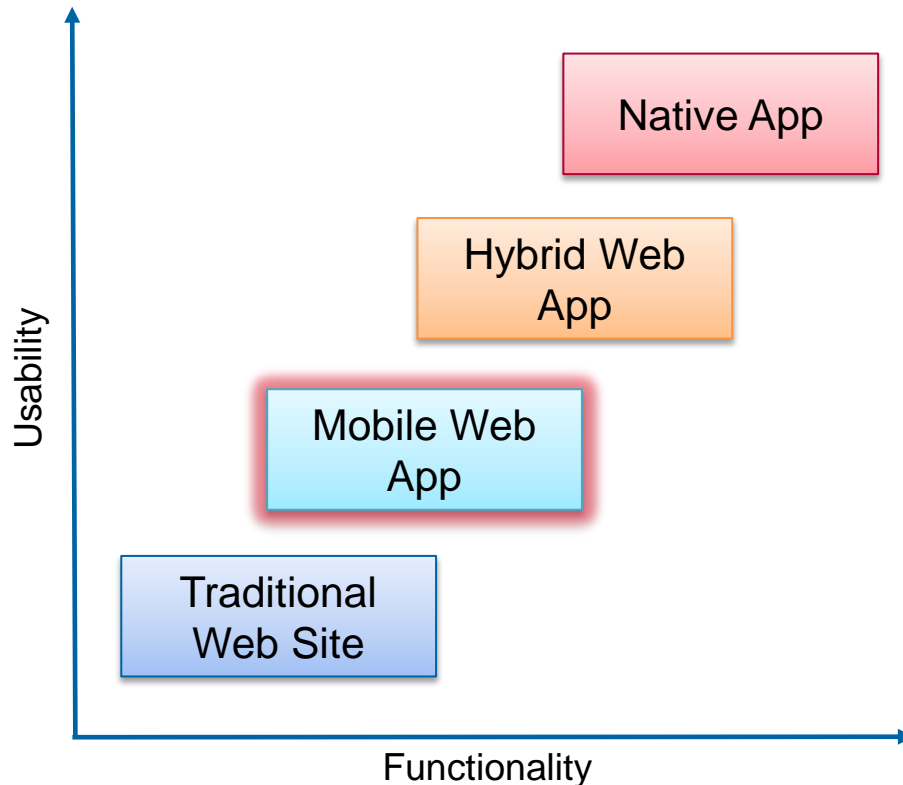 Native App
Hybrid Web
App
Usability
Mobile Web
App
Traditional
Web Site
Functionality